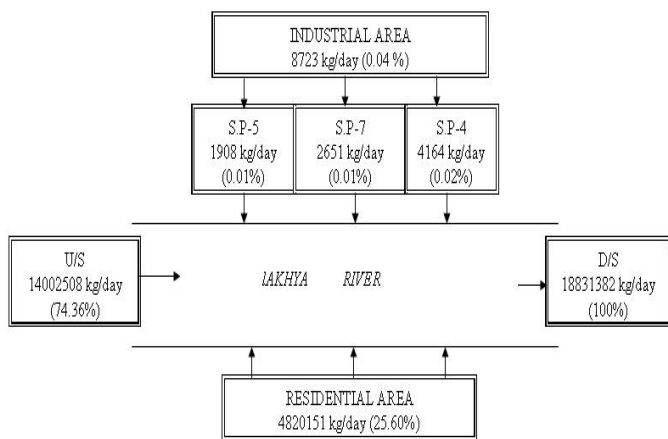 INDUSTRIAL AREA
8723 kg/day (0.04 %)
S.P-5
1908 kg/day
(0.01%)
S.P-7
2651 kg/day
(0.01%)
S.P-4
4164 kg/day
(0.02%)
U/S
14002508 kg/day
(74.36%)
lAKHYA RIVER
D/S
18831382 kg/day
(100%)
RESIDENTIAL AREA
4820151 kg/day (25.60%)